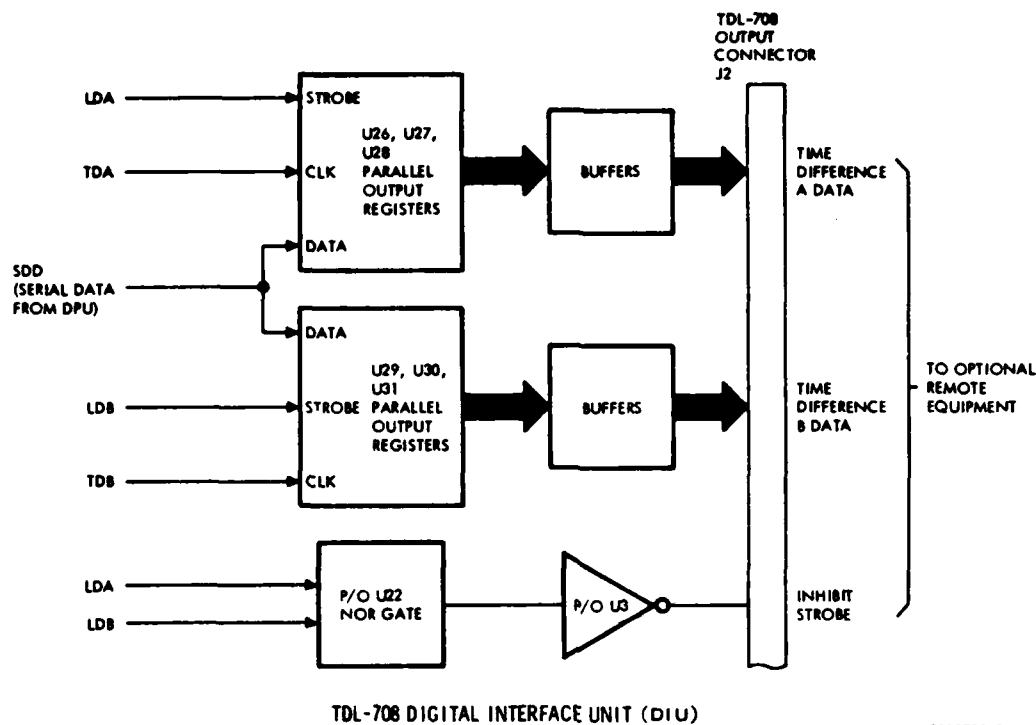 TDL-708
OUTPUT
CONNECTOR
J2
LDA
STROBE
TDA
CLK
U26, U27,
U28
PARALLEL
OUTPUT
REGISTERS
DATA
BUFFERS
TIME
DIFFERENCE
A DATA
SDD
(SERIAL DATA
FROM DPU)
DATA
LDB
STROBE
TDB
CLK
U29, U30,
U31
PARALLEL
OUTPUT
REGISTERS
BUFFERS
TIME
DIFFERENCE
B DATA
TO OPTIONAL
REMOTE
EQUIPMENT
LDA
LDB
P/O U22
NOR GATE
P/O U3
INHIBIT
STROBE
TDL-708 DIGITAL INTERFACE UNIT (DIU)